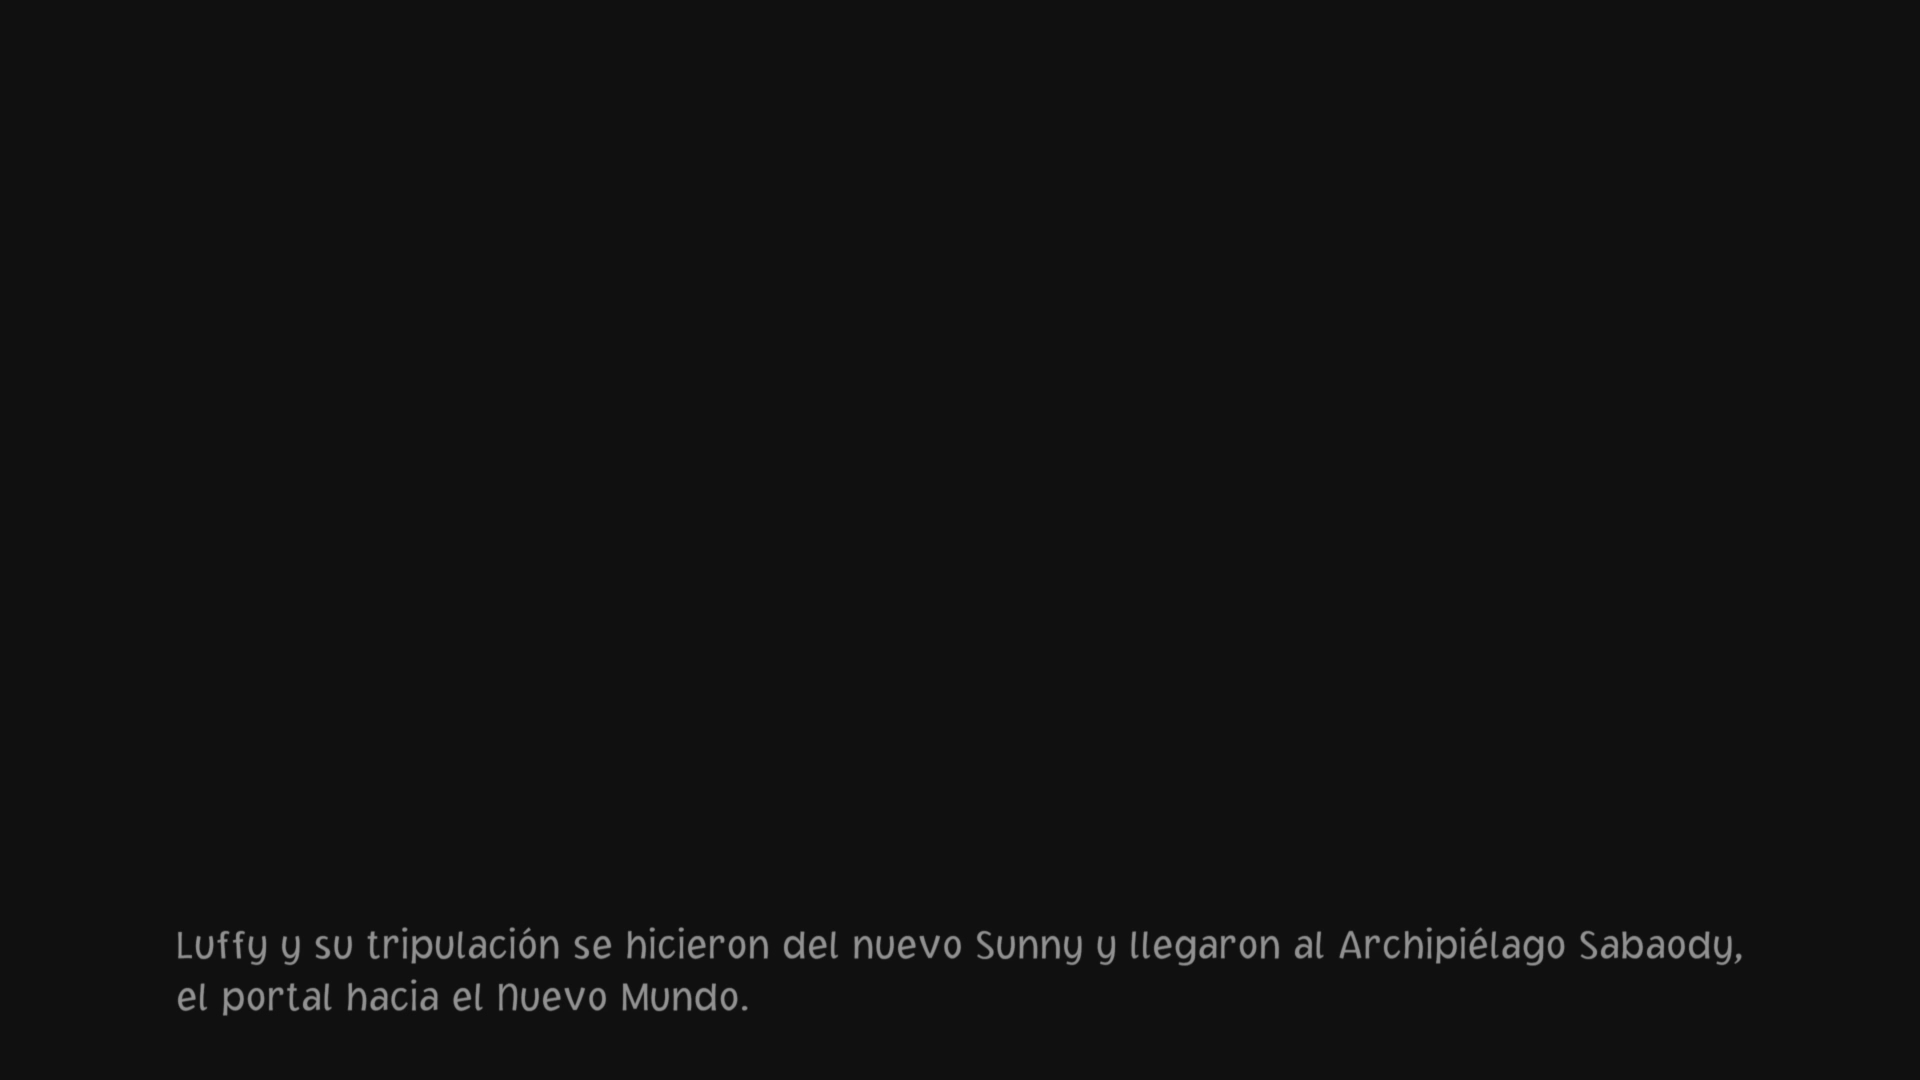 Luffy y su tripulación se hicieron del nuevo Sunny y llegaron al Archipiélago Sabaody,
el portal hacia el Nuevo Mundo.